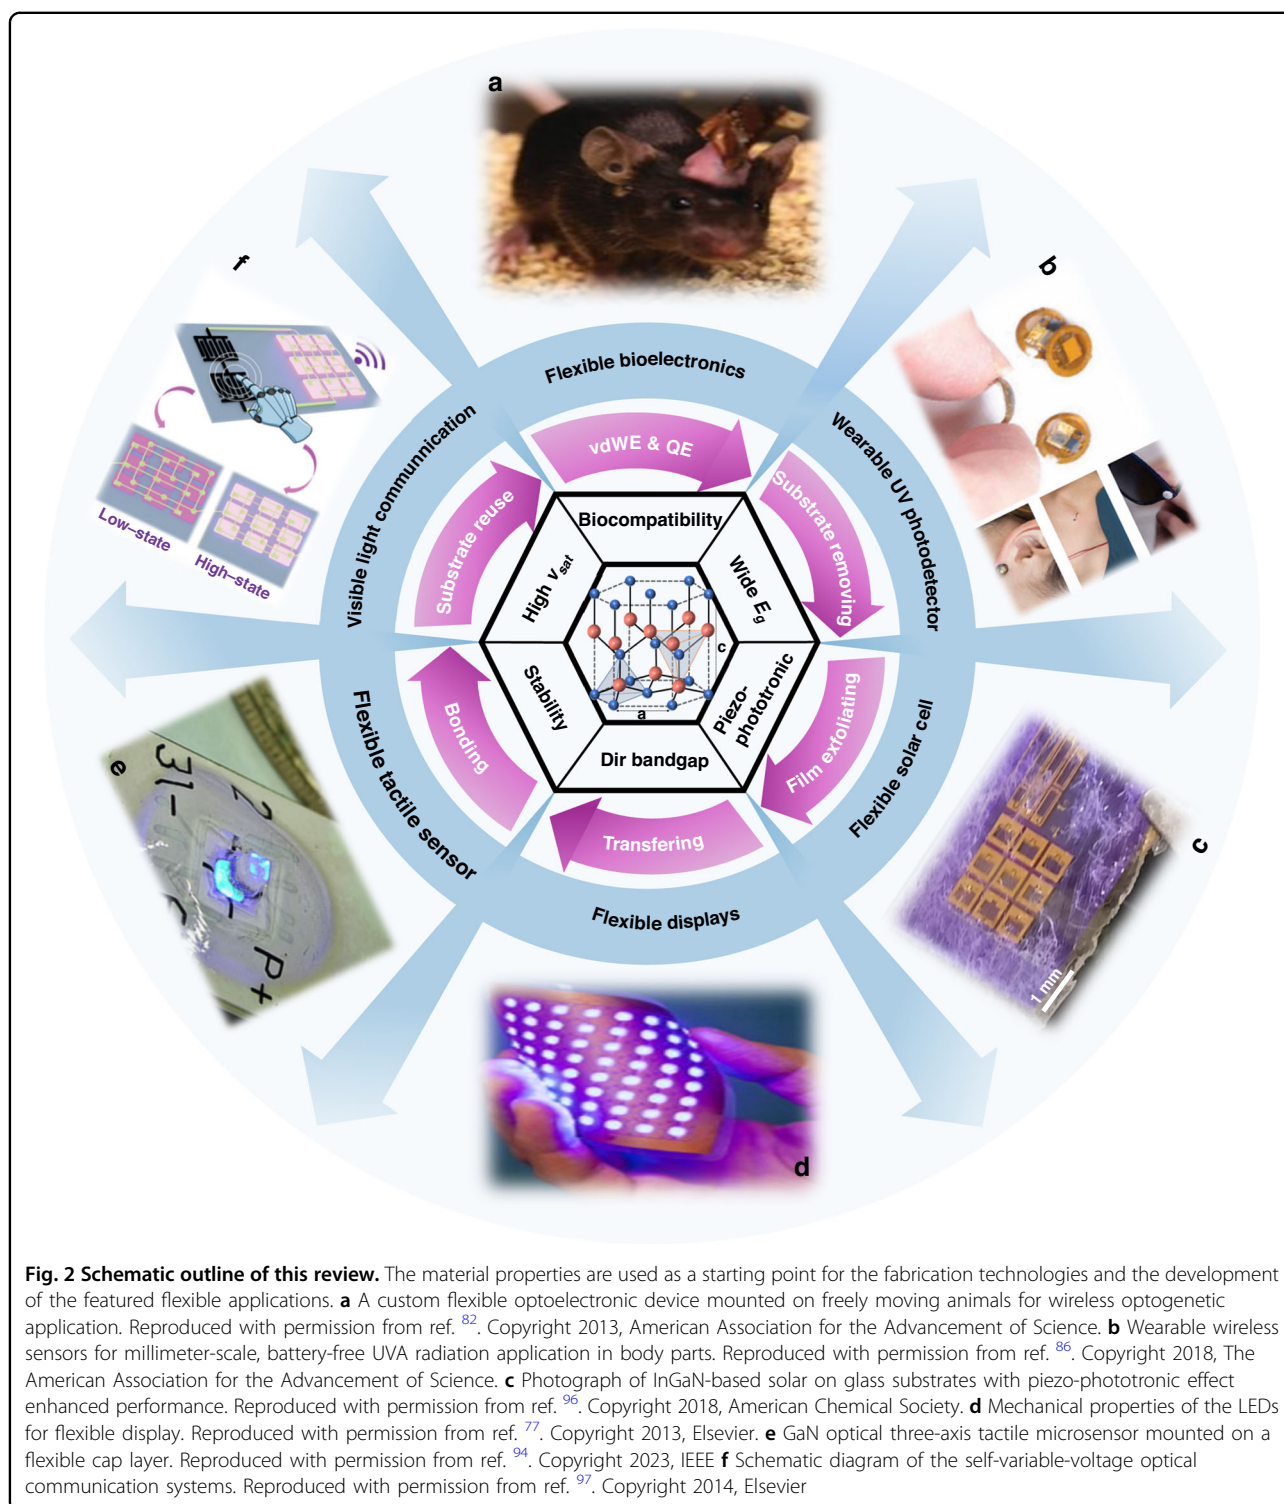 a
b
c
d
e
f
Flexible bioelectronics
Wearable UV photodetector
Flexible solar cell
Flexible displays
Flexible tactile sensor
Visible light communnication
vdWE & QE
Substrate removing
Film exfoliating
Transfering
Bonding
Substrate reuse
Biocompatibility
Wide Eg
Piezo-
phototronic
Dir bandgap
Stability
High vsat
c
a
Low–state
High–state
1 mm
31-
22
P+
Fig. 2 Schematic outline of this review. The material properties are used as a starting point for the fabrication technologies and the development
of the featured flexible applications. a A custom flexible optoelectronic device mounted on freely moving animals for wireless optogenetic
application. Reproduced with permission from ref. 82. Copyright 2013, American Association for the Advancement of Science. b Wearable wireless
sensors for millimeter-scale, battery-free UVA radiation application in body parts. Reproduced with permission from ref. 86. Copyright 2018, The
American Association for the Advancement of Science. c Photograph of InGaN-based solar on glass substrates with piezo-phototronic effect
enhanced performance. Reproduced with permission from ref. 96. Copyright 2018, American Chemical Society. d Mechanical properties of the LEDs
for flexible display. Reproduced with permission from ref. 77. Copyright 2013, Elsevier. e GaN optical three-axis tactile microsensor mounted on a
flexible cap layer. Reproduced with permission from ref. 94. Copyright 2023, IEEE f Schematic diagram of the self-variable-voltage optical
communication systems. Reproduced with permission from ref. 97. Copyright 2014, Elsevier